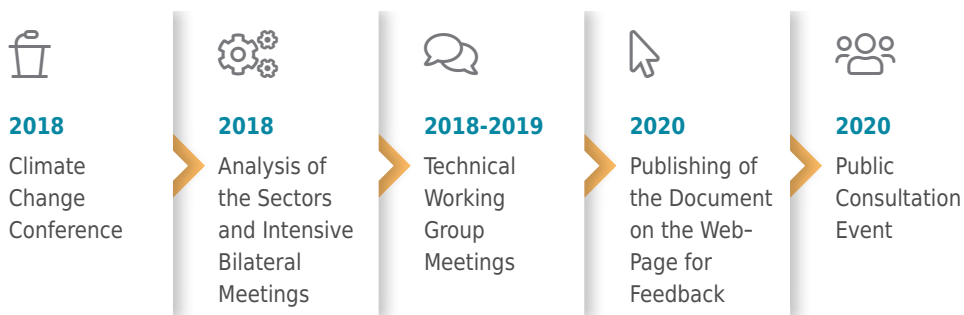 2018
Climate
Change
Conference
2018
Analysis of
the Sectors
and Intensive
Bilateral
Meetings
2018-2019
Technical
Working
Group
Meetings
2020
Publishing of
the Document
on the Web–
Page for
Feedback
2020
Public
Consultation
Event